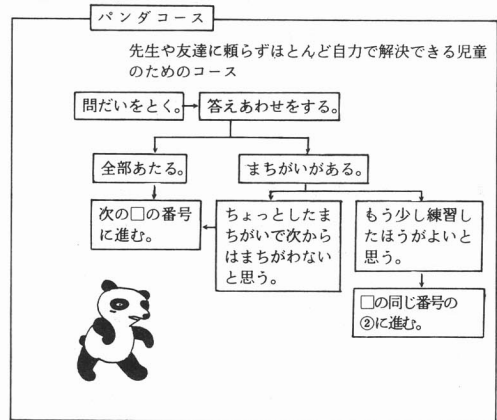 パンダコース
先生や友達に頼らずほとんど自力で解決できる児童
のためのコース
問だいをとく。
答えあわせをする。
全部あたる。
まちがいがある。
次の□の番号
に進む。
ちょっとしたま
ちがいで次から
はまちがわない
と思う。
もう少し練習し
たほうがよいと
思う。
□の同じ番号の
②に進む。